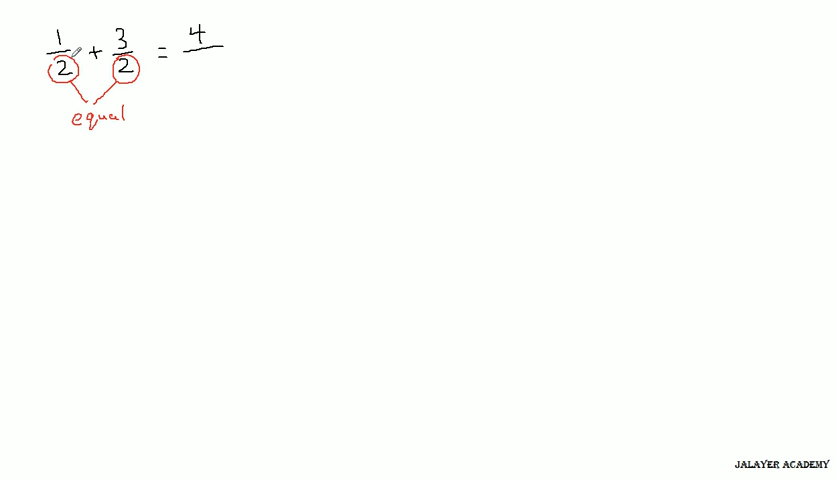 1/2 + 3/2 = 4/
equal
JALAYER ACADEMY